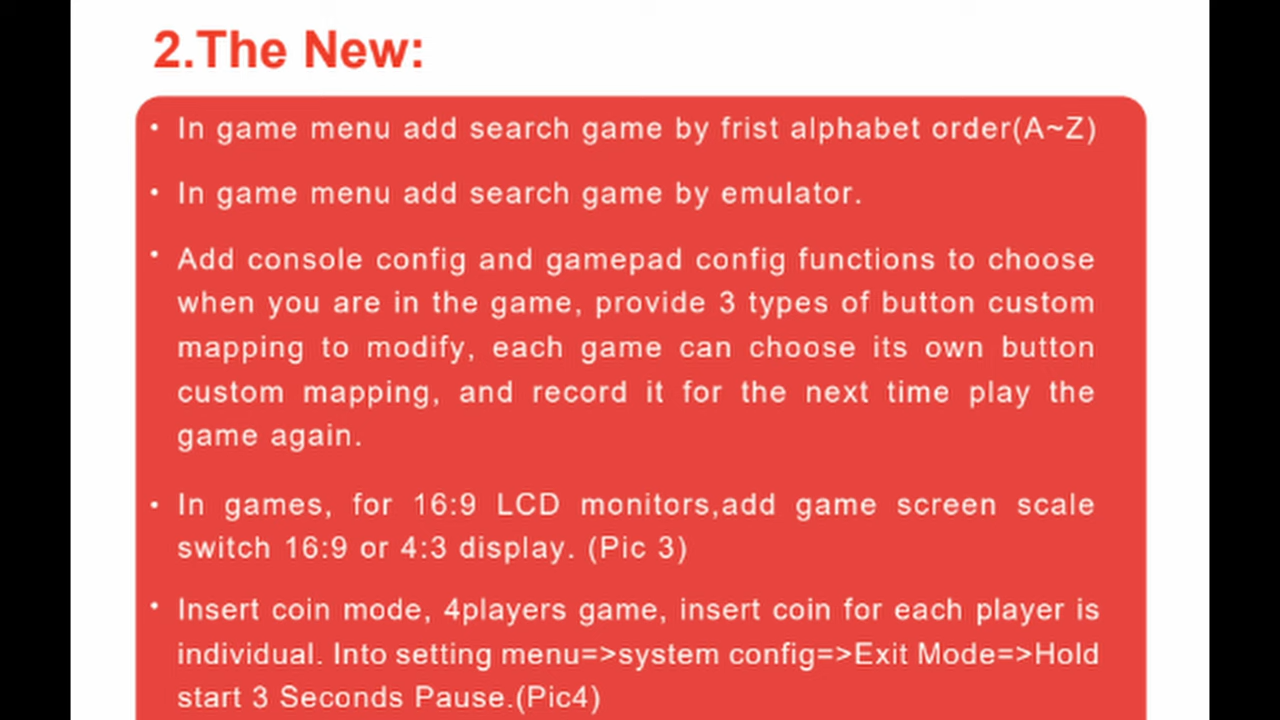 2.The New:
• In game menu add search game by frist alphabet order(A~Z)
• In game menu add search game by emulator.
• Add console config and gamepad config functions to choose
when you are in the game, provide 3 types of button custom
mapping to modify, each game can choose its own button
custom mapping, and record it for the next time play the
game again.
• In games, for 16:9 LCD monitors,add game screen scale
switch 16:9 or 4:3 display. (Pic 3)
• Insert coin mode, 4players game, insert coin for each player is
individual. Into setting menu=>system config=>Exit Mode=>Hold
start 3 Seconds Pause.(Pic4)